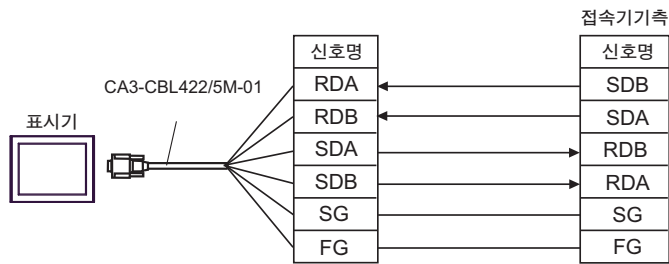 접속기기측
신호명 신호명
CA3-CBL422/5M-01
표시기
RDA SDB
RDB SDA
SDA RDB
SDB RDA
SG SG
FG FG